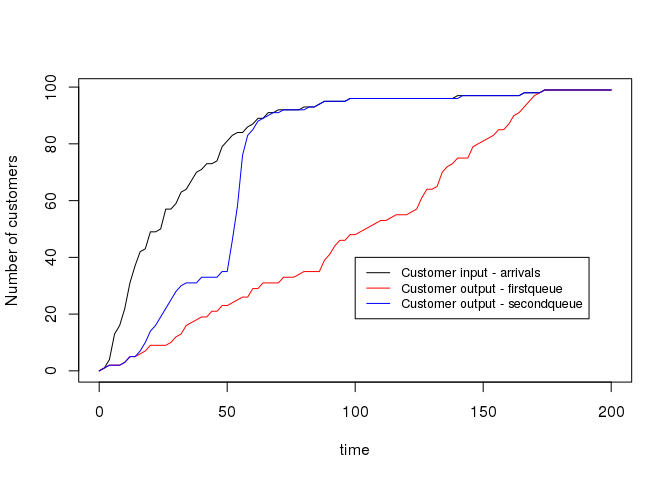 100
80
60
40
20
0
Number of customers
Customer input - arrivals
Customer output - firstqueue
Customer output - secondqueue
0 50 100 150 200
time